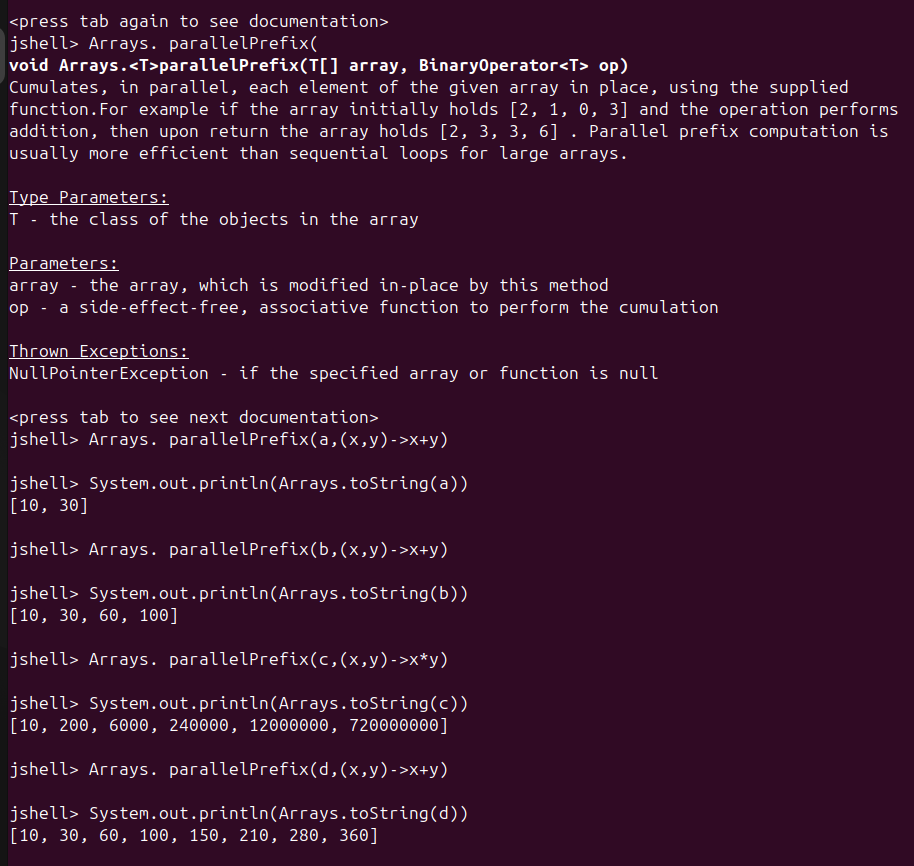 <press tab again to see documentation>
jshell> Arrays. parallelPrefix(
void Arrays.<T>parallelPrefix(T[] array, BinaryOperator<T> op)
Cumulates, in parallel, each element of the given array in place, using the supplied
function.For example if the array initially holds [2, 1, 0, 3] and the operation performs
addition, then upon return the array holds [2, 3, 3, 6] . Parallel prefix computation is
usually more efficient than sequential loops for large arrays.
Type Parameters:
T - the class of the objects in the array
Parameters:
array - the array, which is modified in-place by this method
op - a side-effect-free, associative function to perform the cumulation
Thrown Exceptions:
NullPointerException - if the specified array or function is null
<press tab to see next documentation>
jshell> Arrays. parallelPrefix(a,(x,y)->x+y)
jshell> System.out.println(Arrays.toString(a))
[10, 30]
jshell> Arrays. parallelPrefix(b,(x,y)->x+y)
jshell> System.out.println(Arrays.toString(b))
[10, 30, 60, 100]
jshell> Arrays. parallelPrefix(c,(x,y)->x*y)
jshell> System.out.println(Arrays.toString(c))
[10, 200, 6000, 240000, 12000000, 720000000]
jshell> Arrays. parallelPrefix(d,(x,y)->x+y)
jshell> System.out.println(Arrays.toString(d))
[10, 30, 60, 100, 150, 210, 280, 360]